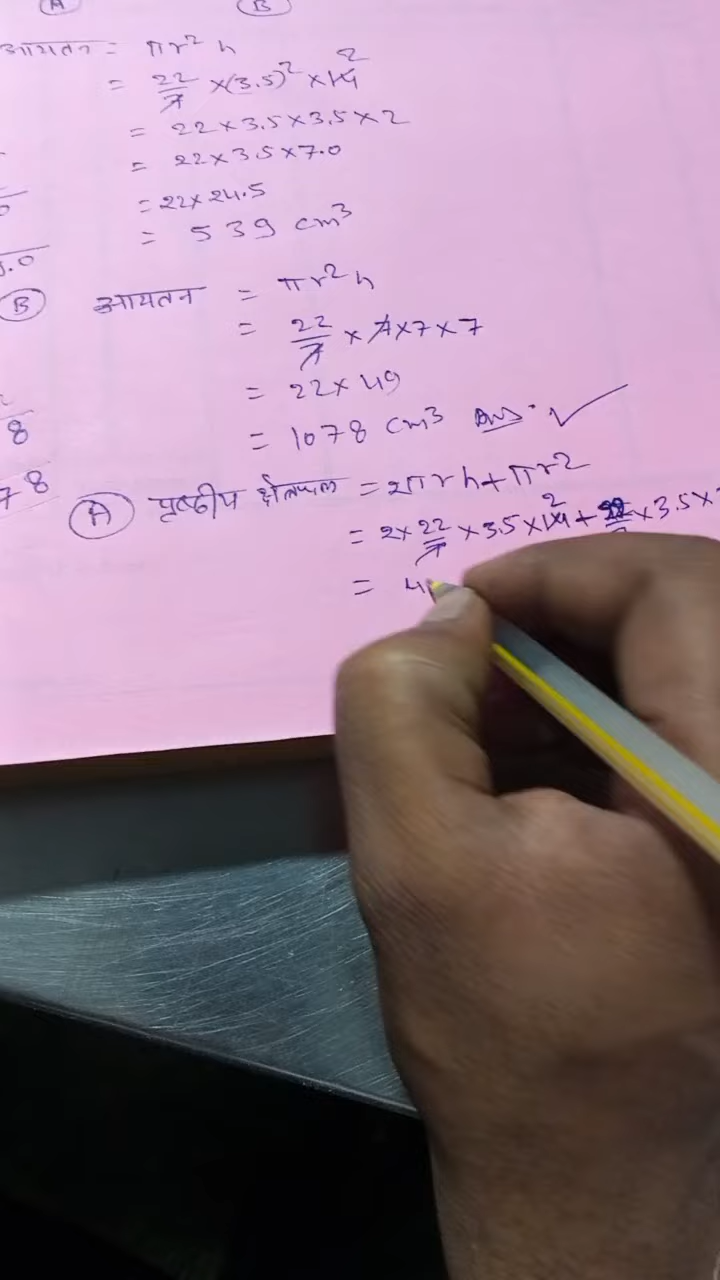 A B
आयतन = πr² h
= 22/7 × (3.5)² × 14 2
= 22 × 3.5 × 3.5 × 2
= 22 × 3.5 × 7.0
= 22 × 24.5
= 539 cm³
B आयतन = πr² h
= 22/7 × 7 × 7 × 7
= 22 × 49
8 = 1078 cm³ Ans. ✓
78 A पृष्ठीय क्षेत्रफल = 2πrh + πr²
= 2 × 22/7 × 3.5 × 14 2 + 22/7 × 3.5 ×
= 4